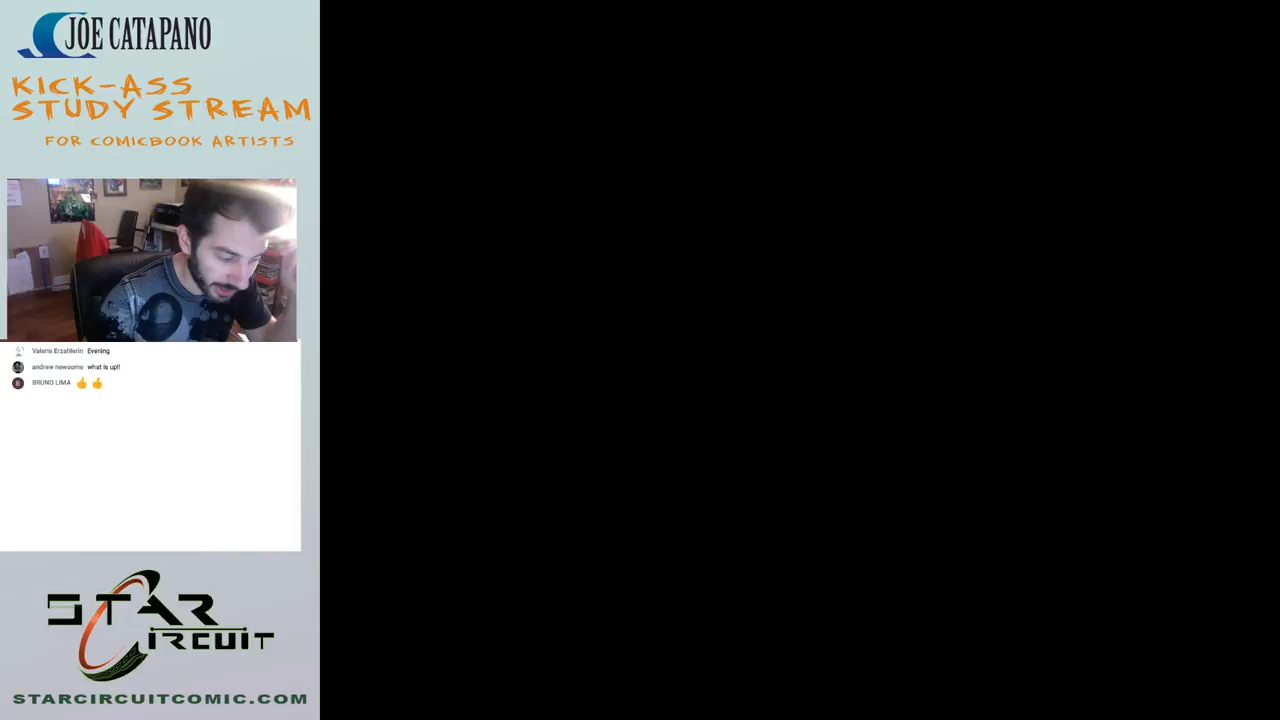 JOE CATAPANO
KICK-ASS
STUDY STREAM
FOR COMICBOOK ARTISTS
Valerie Erzahlerin Evening
andrew newsome what is up!!
B BRUNO LIMA 👍 👍
STAR
CIRCUIT
STARCIRCUITCOMIC.COM